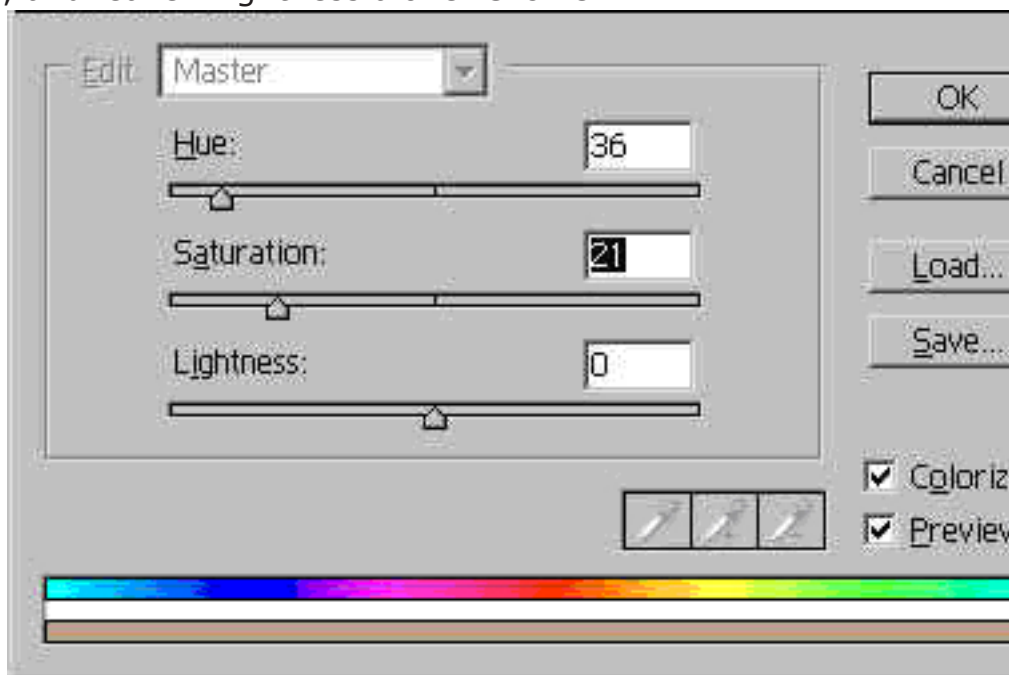 Edit Master
OK
Hue: 36
Cancel
Saturation: 21
Load...
Lightness: 0
Save...
Coloriz
Preview